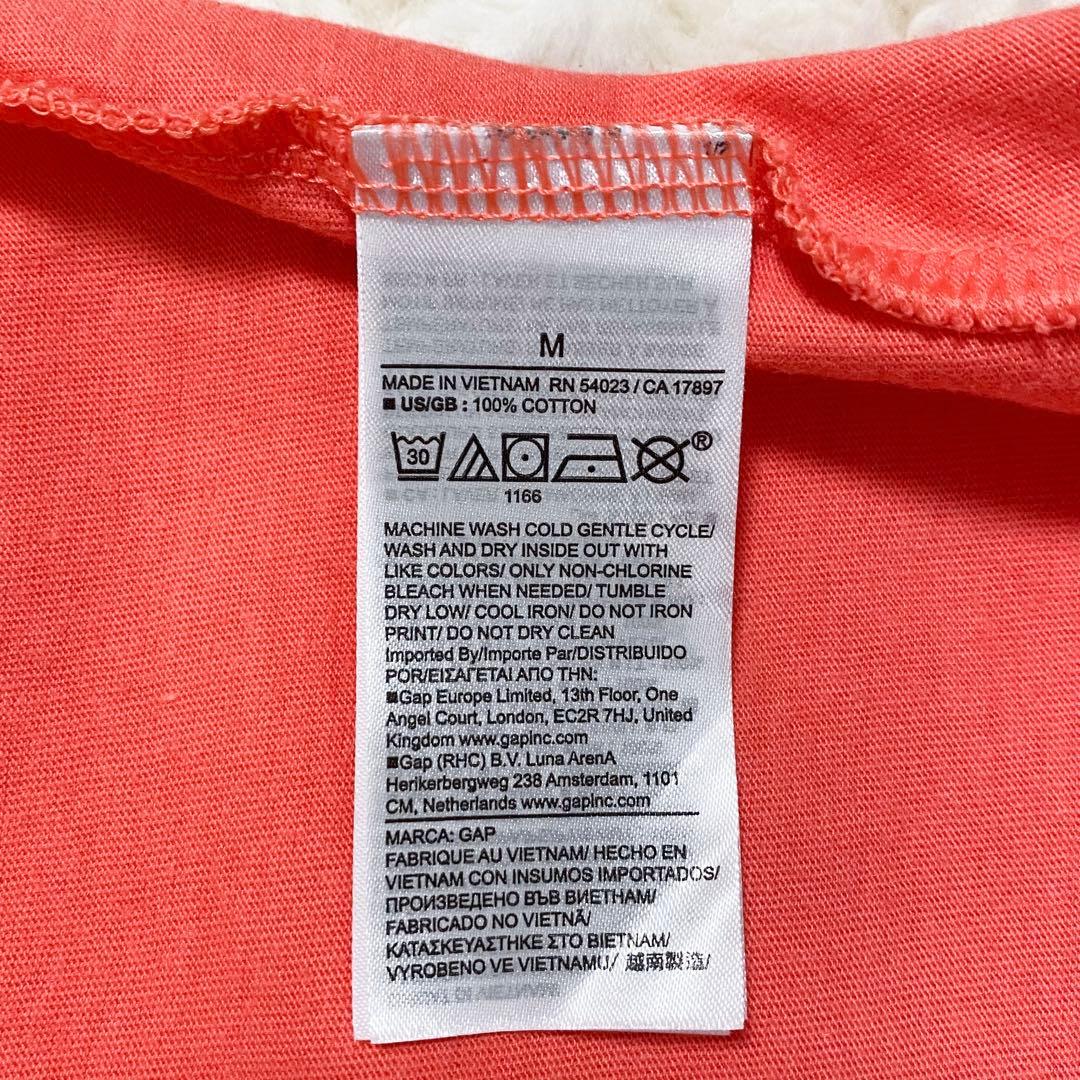 M
MADE IN VIETNAM RN 54023 / CA 17897
■ US/GB : 100% COTTON
30 ®
1166
MACHINE WASH COLD GENTLE CYCLE/
WASH AND DRY INSIDE OUT WITH
LIKE COLORS/ ONLY NON-CHLORINE
BLEACH WHEN NEEDED/ TUMBLE
DRY LOW/ COOL IRON/ DO NOT IRON
PRINT/ DO NOT DRY CLEAN
Imported By/Importe Par/DISTRIBUIDO
POR/ΕΙΣΑΓΕΤΑΙ ΑΠΟ ΤΗΝ:
■Gap Europe Limited, 13th Floor, One
Angel Court, London, EC2R 7HJ, United
Kingdom www.gapinc.com
■Gap (RHC) B.V. Luna ArenA
Herikerbergweg 238 Amsterdam, 1101
CM, Netherlands www.gapinc.com
MARCA: GAP
FABRIQUE AU VIETNAM/ HECHO EN
VIETNAM CON INSUMOS IMPORTADOS/
ПРОИЗВЕДЕНО ВЪВ ВИЕТНАМ/
FABRICADO NO VIETNÃ/
ΚΑΤΑΣΚΕΥΑΣΤΗΚΕ ΣΤΟ ΒΙΕΤΝΑΜ/
VYROBENO VE VIETNAMU/ 越南製造/